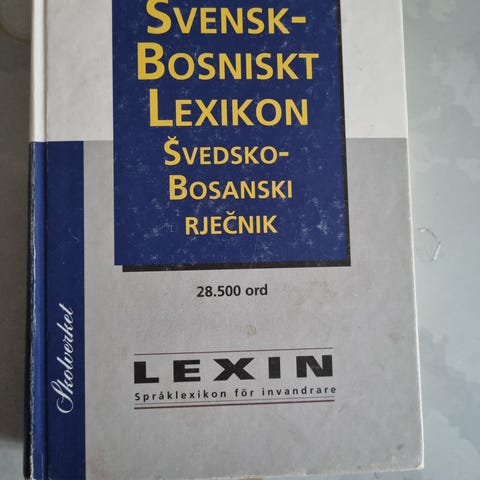 SVENSK-
BOSNISKT
LEXIKON
ŠVEDSKO-
BOSANSKI
RJEČNIK
28.500 ord
LEXIN
Språklexikon för invandrare
Skolverket